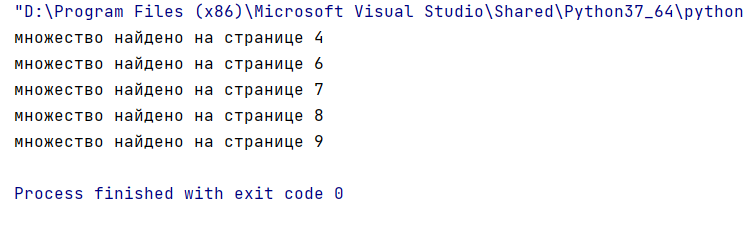 "D:\Program Files (x86)\Microsoft Visual Studio\Shared\Python37_64\python
множество найдено на странице 4
множество найдено на странице 6
множество найдено на странице 7
множество найдено на странице 8
множество найдено на странице 9
Process finished with exit code 0